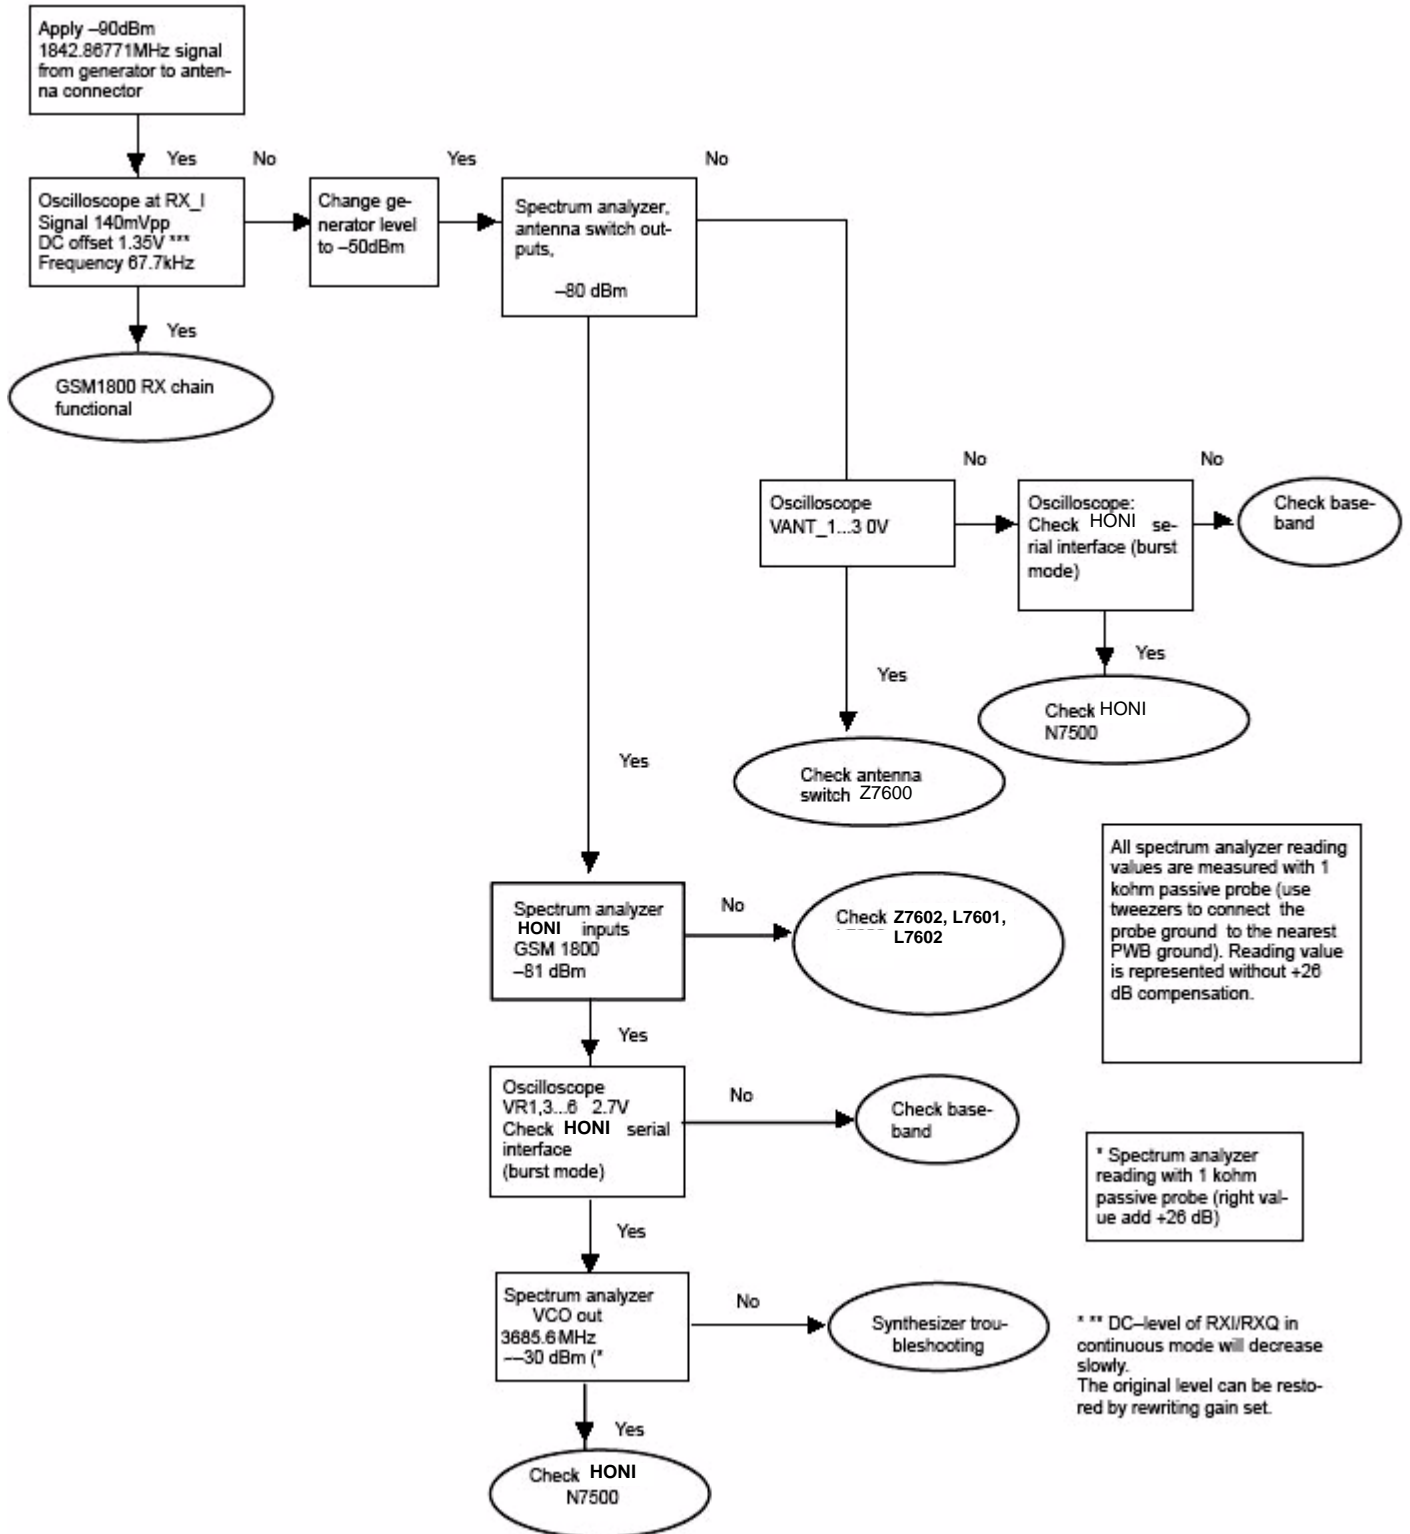 Apply –90dBm
1842.86771MHz signal
from generator to anten-
na connector
Yes
No
Yes
No
Oscilloscope at RX_I
Signal 140mVpp
DC offset 1.35V ***
Frequency 67.7kHz
Change ge-
nerator level
to –50dBm
Spectrum analyzer,
antenna switch out-
puts,
–80 dBm
Yes
GSM1800 RX chain
functional
No
No
Oscilloscope
VANT_1...3 0V
Oscilloscope:
Check HONI se-
rial interface (burst
mode)
Check base-
band
Yes
Yes
Check HONI
N7500
Yes
Check antenna
switch Z7600
All spectrum analyzer reading
values are measured with 1
kohm passive probe (use
tweezers to connect the
probe ground to the nearest
PWB ground). Reading value
is represented without +26
dB compensation.
Spectrum analyzer
HONI inputs
GSM 1800
–81 dBm
No
Check Z7602, L7601,
L7602
Yes
Oscilloscope
VR1,3...6 2.7V
Check HONI serial
interface
(burst mode)
No
Check base-
band
* Spectrum analyzer
reading with 1 kohm
passive probe (right val-
ue add +26 dB)
Yes
Spectrum analyzer
VCO out
3685.6MHz
––30 dBm (*
No
Synthesizer trou-
bleshooting
* ** DC–level of RXI/RXQ in
continuous mode will decrease
slowly.
The original level can be resto-
red by rewriting gain set.
Yes
Check HONI
N7500